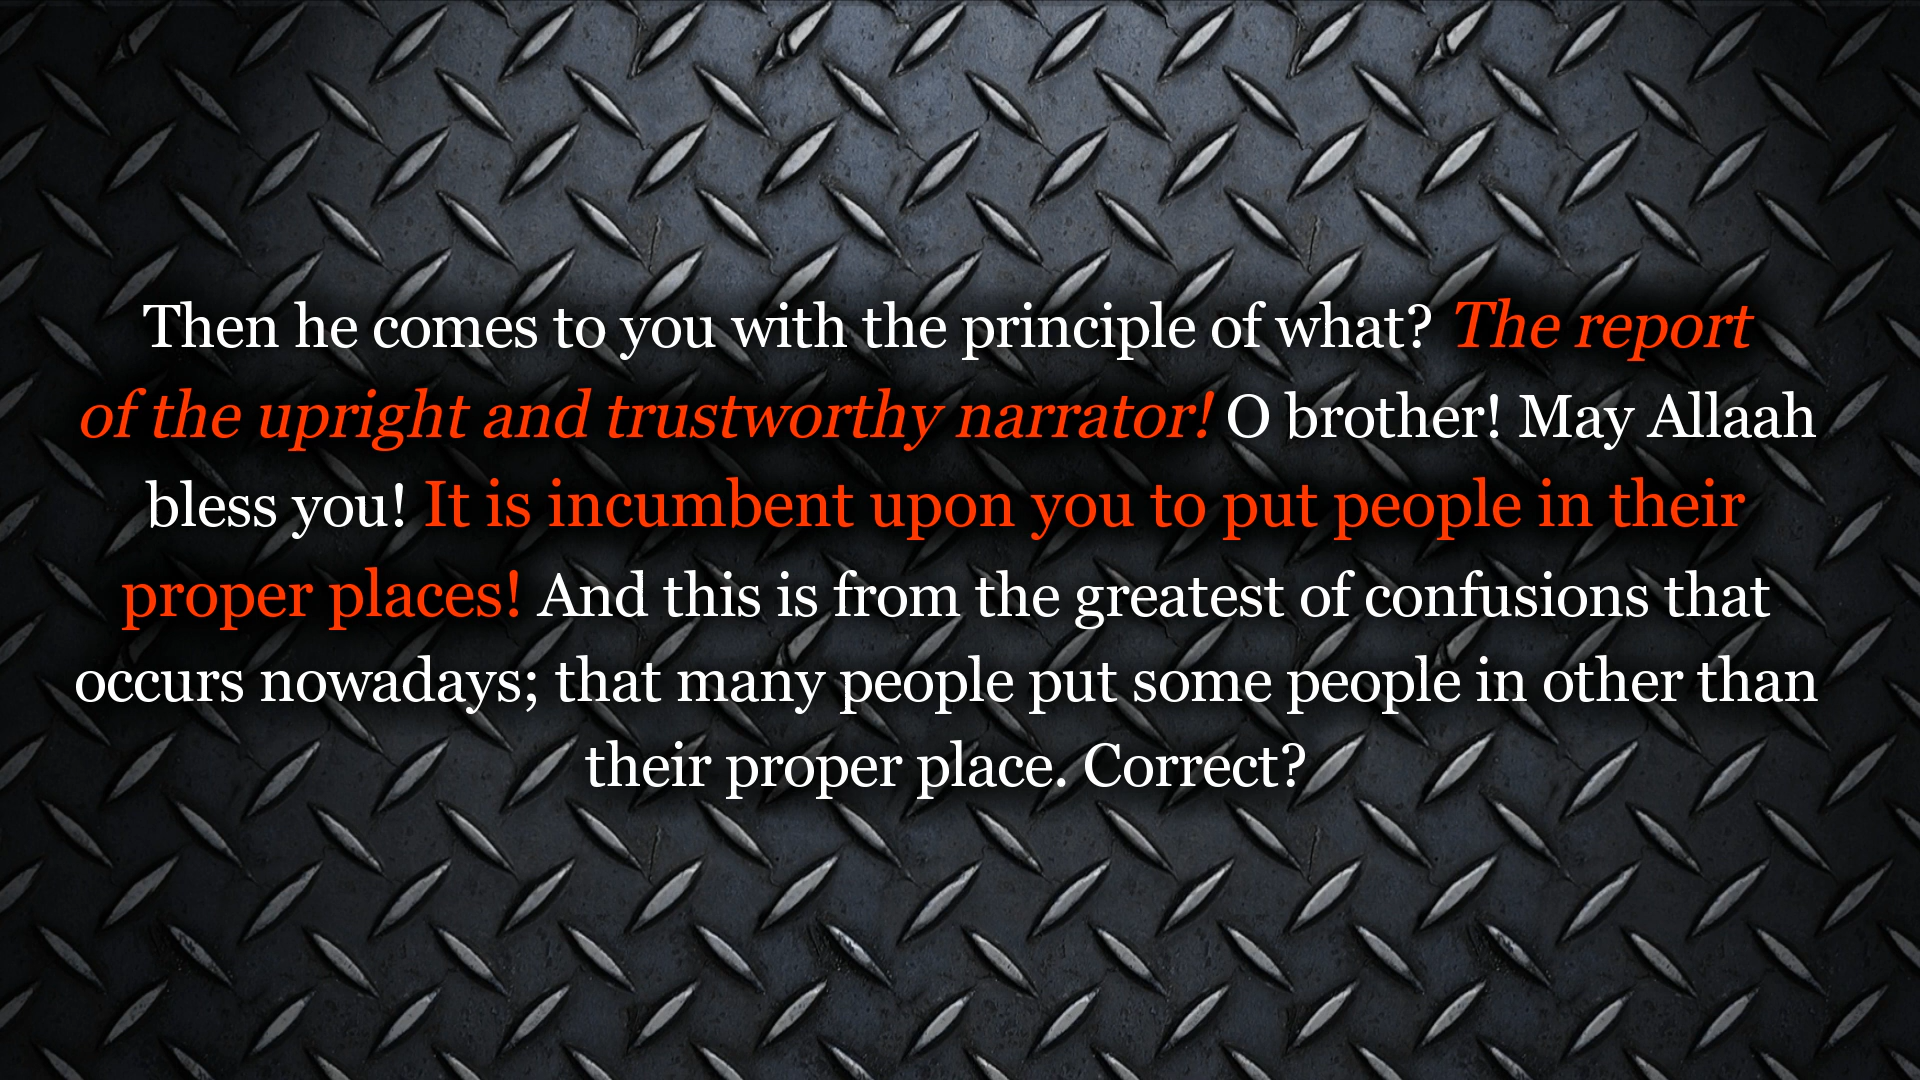 Then he comes to you with the principle of what? The report
of the upright and trustworthy narrator! O brother! May Allaah
bless you! It is incumbent upon you to put people in their
proper places! And this is from the greatest of confusions that
occurs nowadays; that many people put some people in other than
their proper place. Correct?